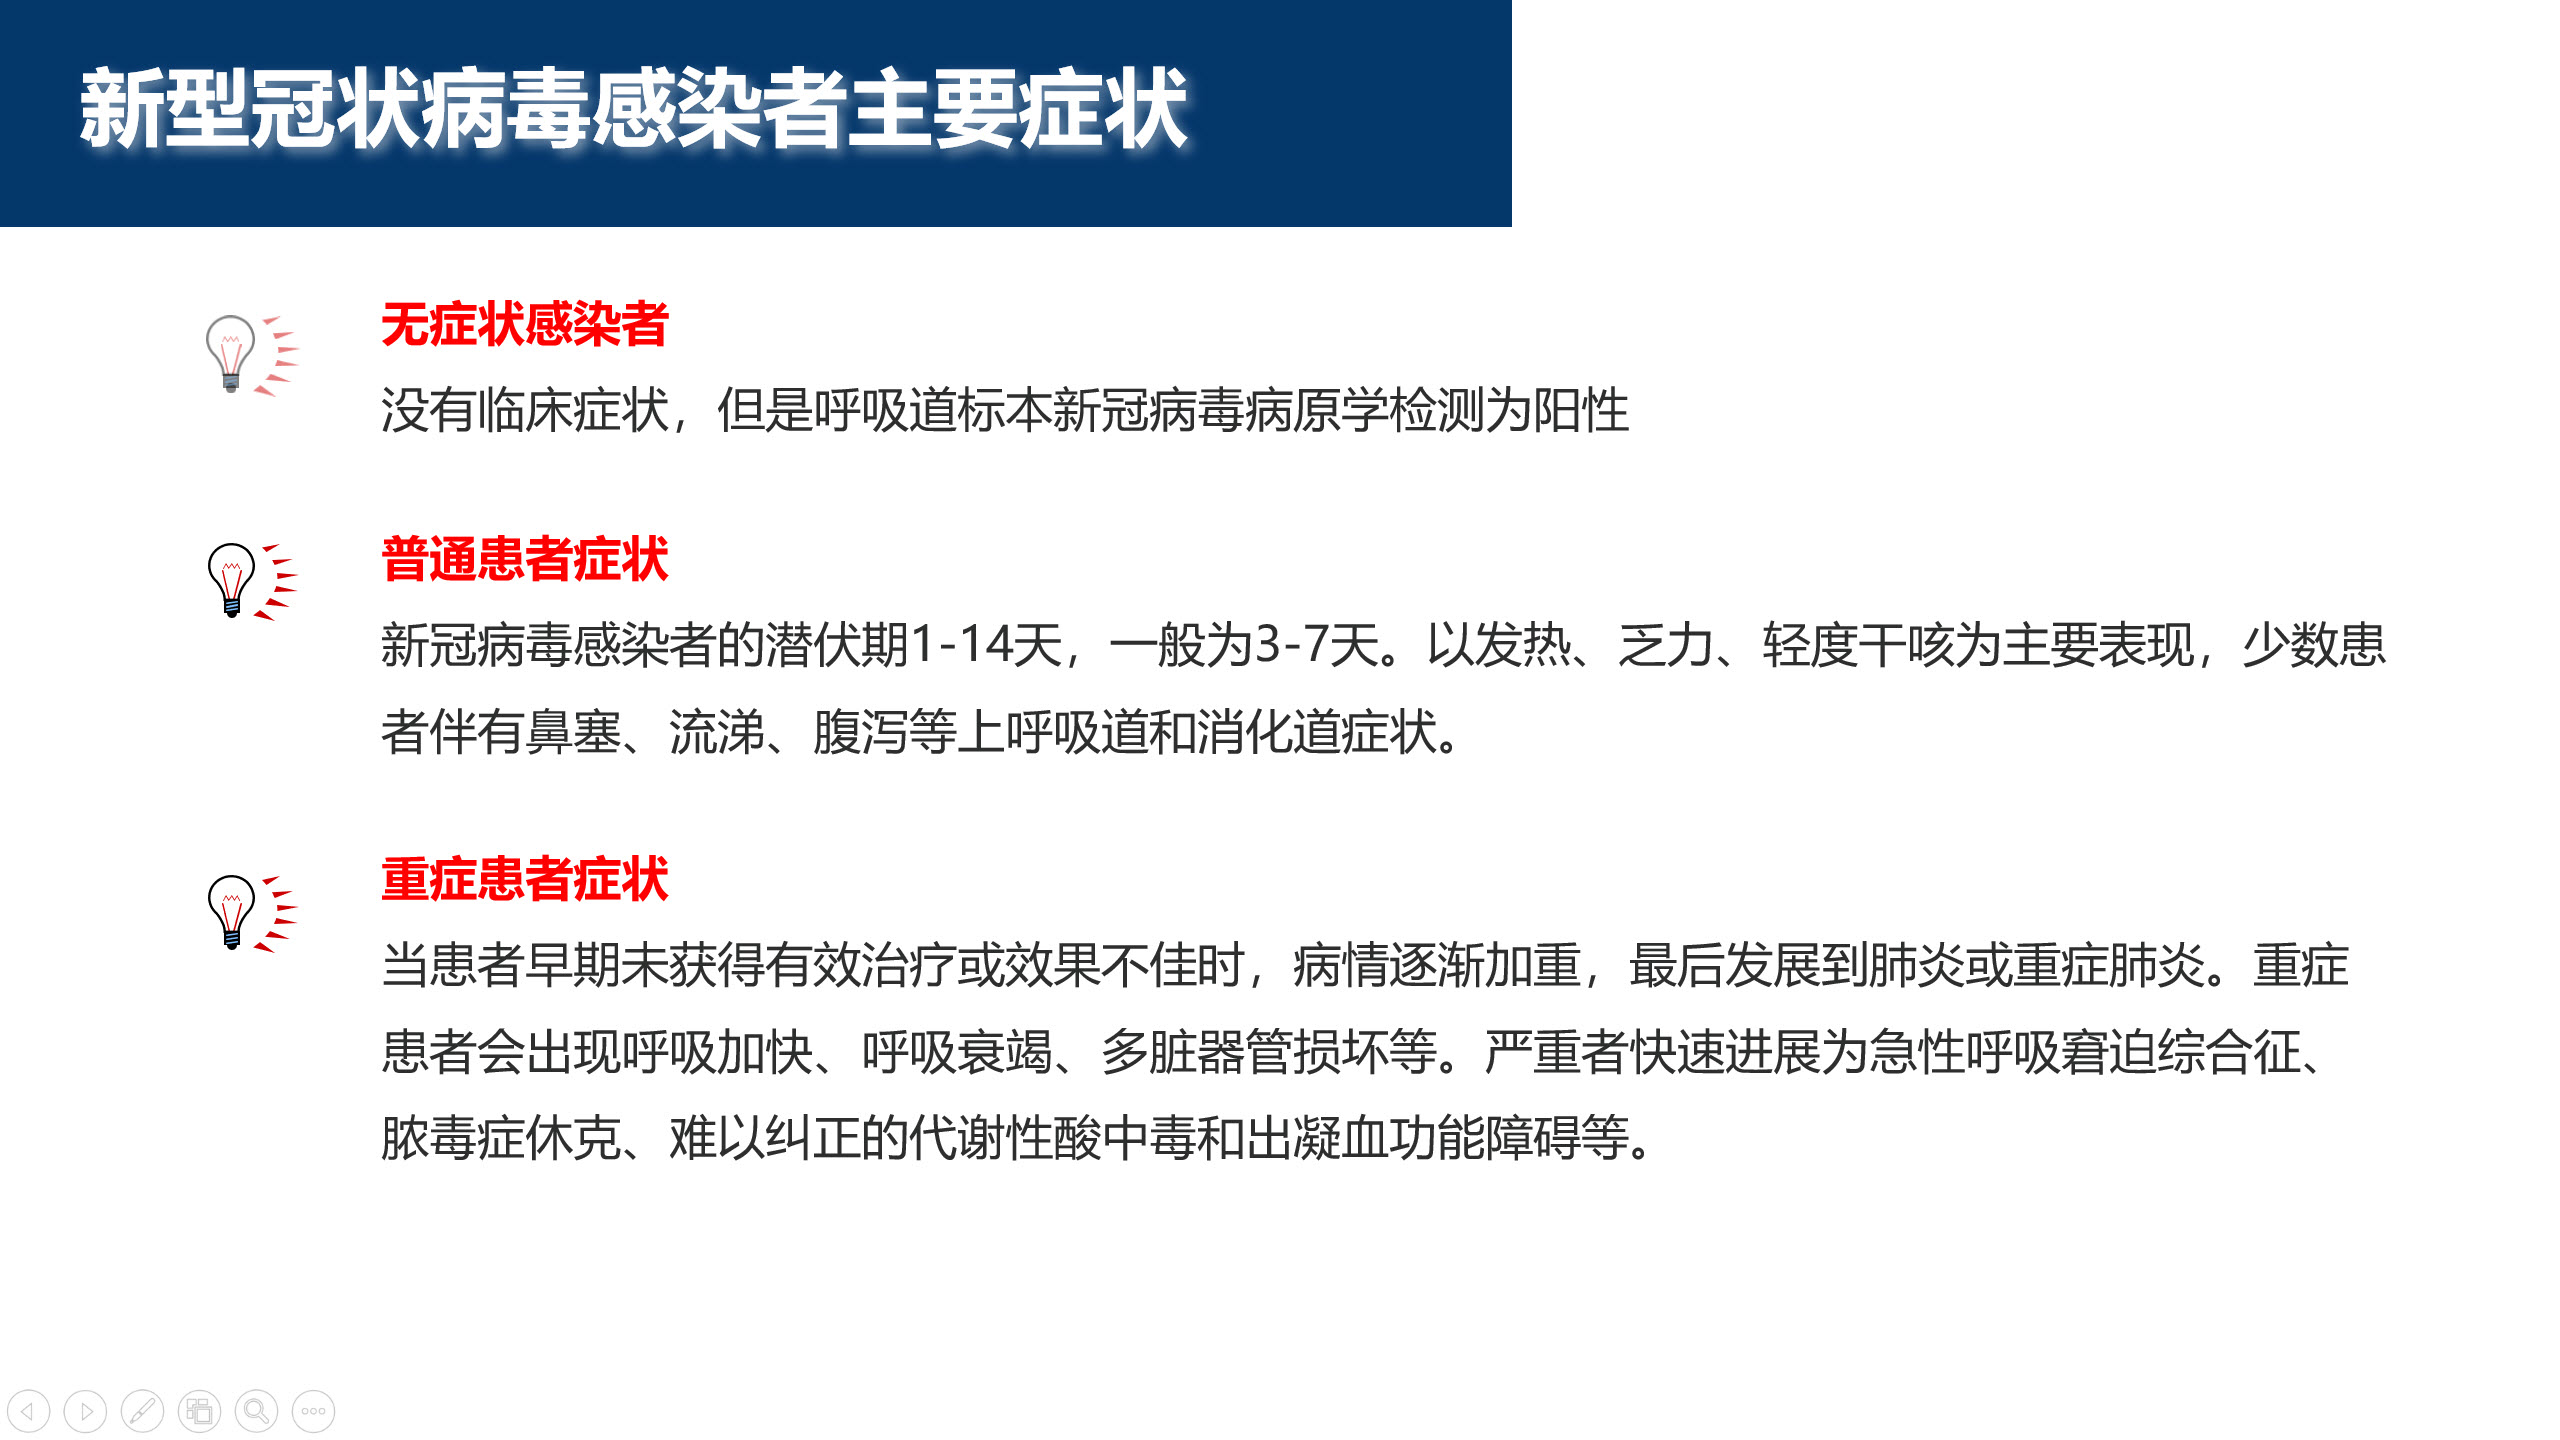 新型冠状病毒感染者主要症状
无症状感染者
没有临床症状，但是呼吸道标本新冠病毒病原学检测为阳性
普通患者症状
新冠病毒感染者的潜伏期1-14天，一般为3-7天。以发热、乏力、轻度干咳为主要表现，少数患
者伴有鼻塞、流涕、腹泻等上呼吸道和消化道症状。
重症患者症状
当患者早期未获得有效治疗或效果不佳时，病情逐渐加重，最后发展到肺炎或重症肺炎。重症
患者会出现呼吸加快、呼吸衰竭、多脏器管损坏等。严重者快速进展为急性呼吸窘迫综合征、
脓毒症休克、难以纠正的代谢性酸中毒和出凝血功能障碍等。